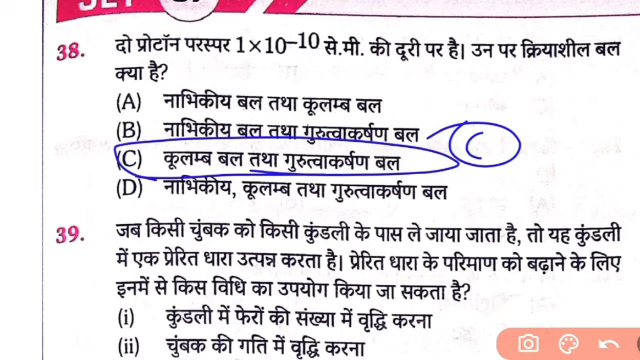 38. दो प्रोटॉन परस्पर 1×10⁻¹⁰ से.मी. की दूरी पर है। उन पर क्रियाशील बल
क्या है?
(A) नाभिकीय बल तथा कूलम्ब बल
(B) नाभिकीय बल तथा गुरुत्वाकर्षण बल
(C) कूलम्ब बल तथा गुरुत्वाकर्षण बल
(D) नाभिकीय, कूलम्ब तथा गुरुत्वाकर्षण बल
39. जब किसी चुंबक को किसी कुंडली के पास ले जाया जाता है, तो यह कुंडली
में एक प्रेरित धारा उत्पन्न करता है। प्रेरित धारा के परिमाण को बढ़ाने के लिए
इनमें से किस विधि का उपयोग किया जा सकता है?
(i) कुंडली में फेरों की संख्या में वृद्धि करना
(ii) चुंबक की गति में वृद्धि करना